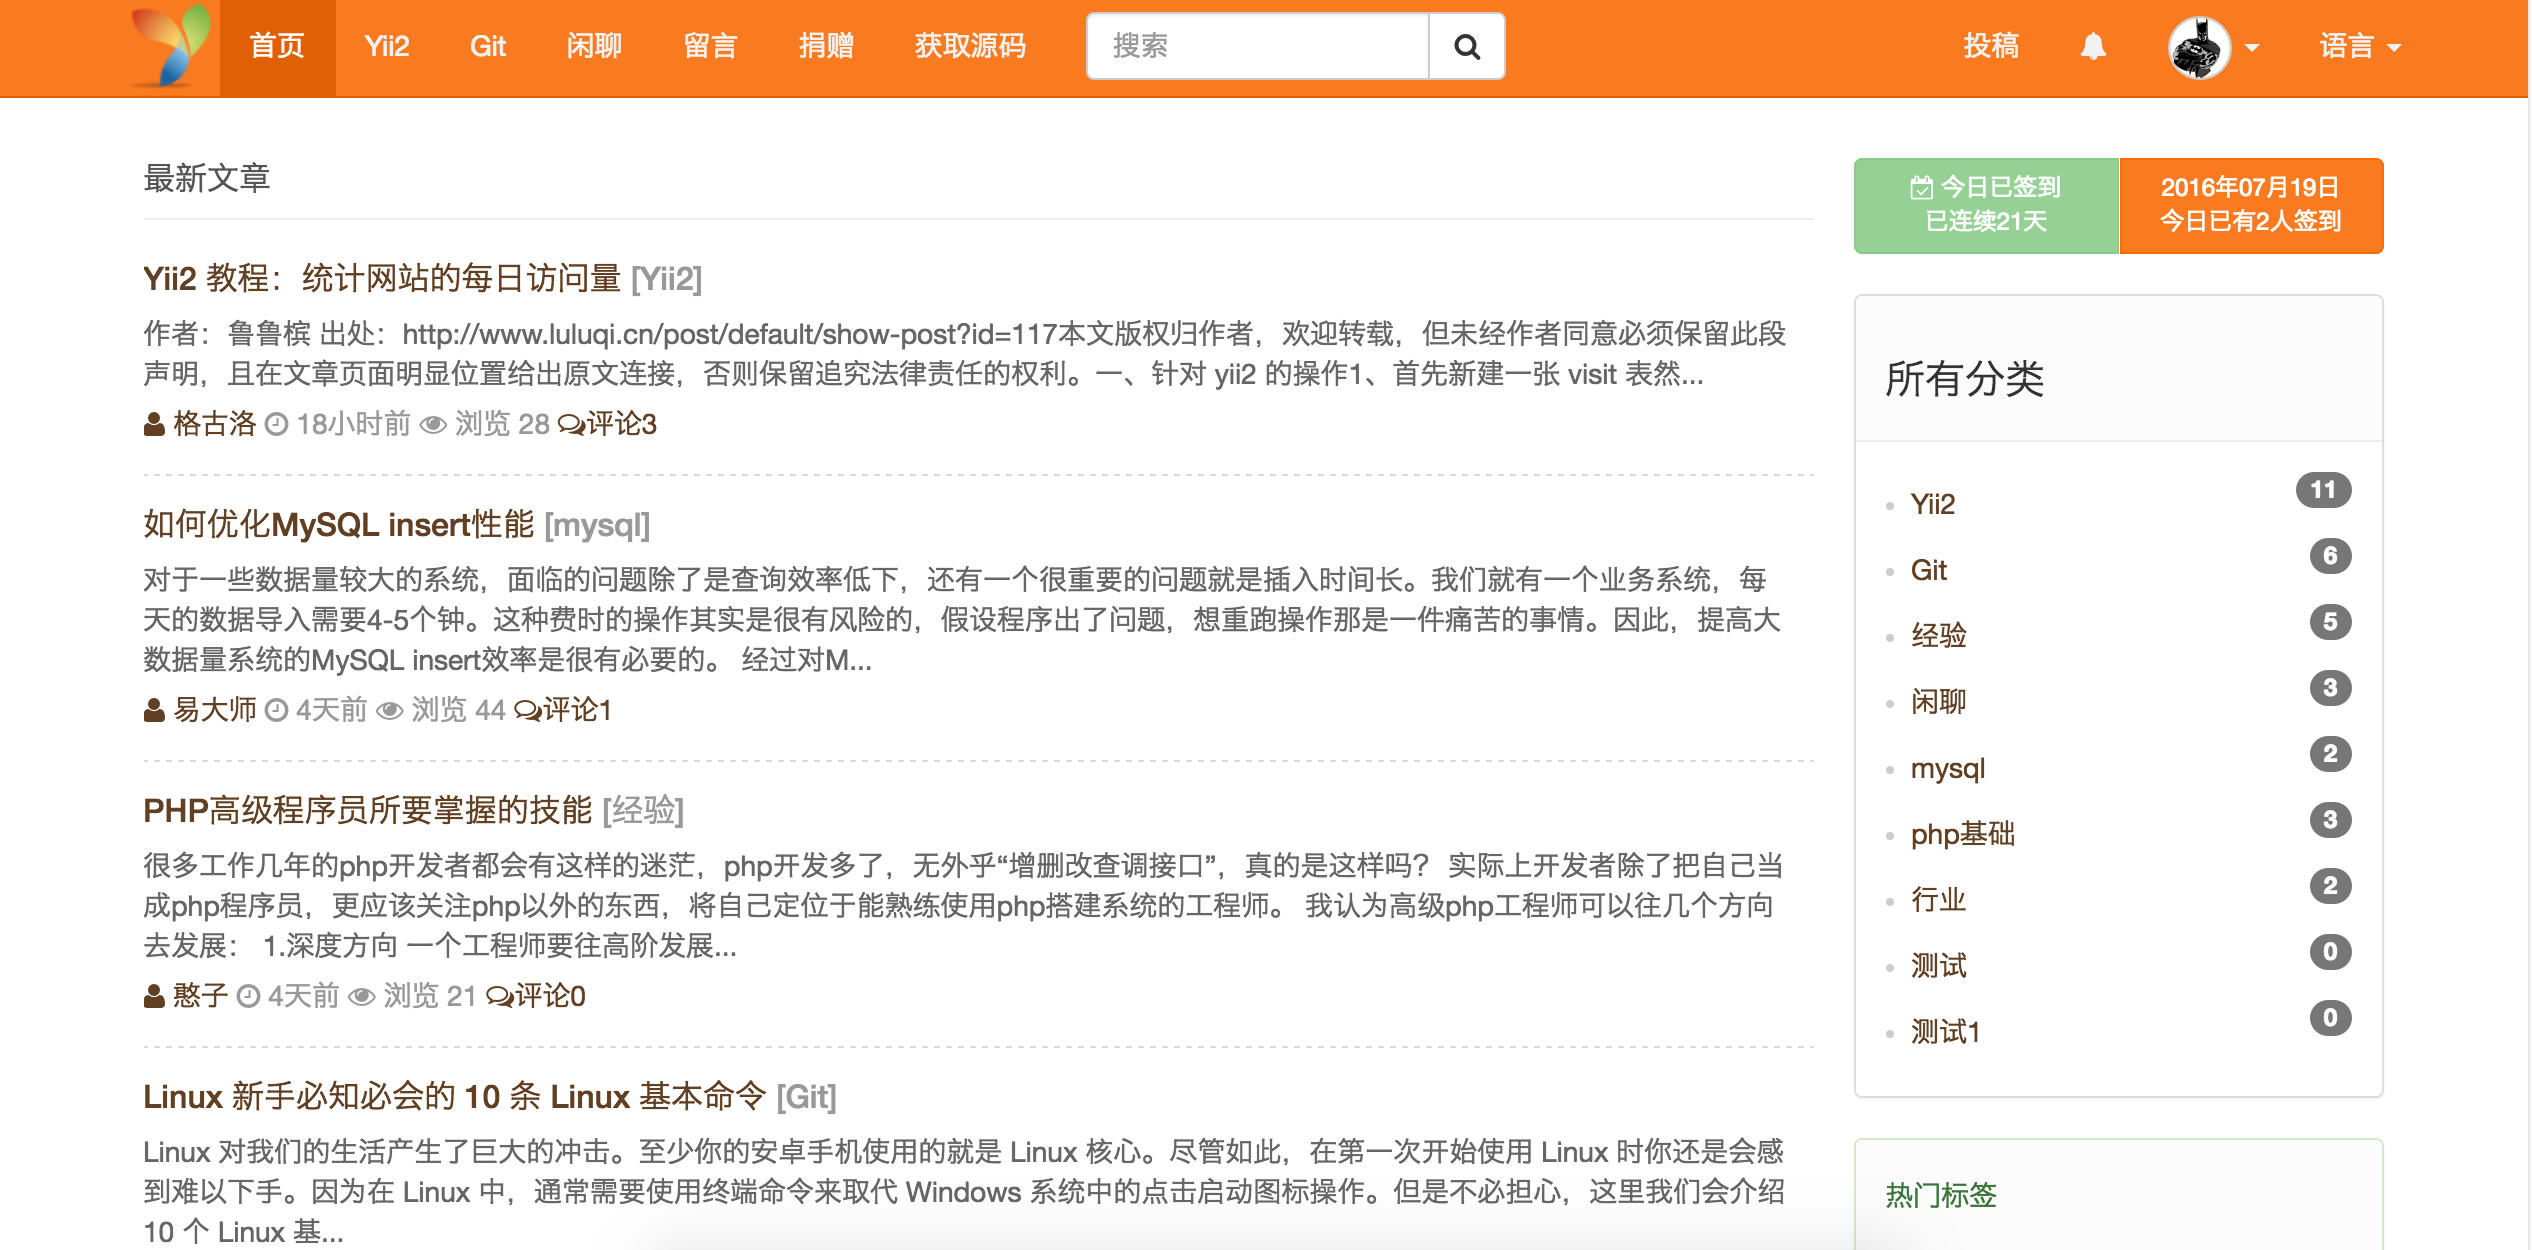 首页 Yii2 Git 闲聊 留言 捐赠 获取源码 搜索 投稿 语言
最新文章
Yii2 教程：统计网站的每日访问量 [Yii2]
作者：鲁鲁槟 出处：http://www.luluqi.cn/post/default/show-post?id=117本文版权归作者，欢迎转载，但未经作者同意必须保留此段
声明，且在文章页面明显位置给出原文连接，否则保留追究法律责任的权利。一、针对 yii2 的操作1、首先新建一张 visit 表然...
格古洛 18小时前 浏览 28 评论3
如何优化MySQL insert性能 [mysql]
对于一些数据量较大的系统，面临的问题除了是查询效率低下，还有一个很重要的问题就是插入时间长。我们就有一个业务系统，每
天的数据导入需要4-5个钟。这种费时的操作其实是很有风险的，假设程序出了问题，想重跑操作那是一件痛苦的事情。因此，提高大
数据量系统的MySQL insert效率是很有必要的。 经过对M...
易大师 4天前 浏览 44 评论1
PHP高级程序员所要掌握的技能 [经验]
很多工作几年的php开发者都会有这样的迷茫，php开发多了，无外乎“增删改查调接口”，真的是这样吗？ 实际上开发者除了把自己当
成php程序员，更应该关注php以外的东西，将自己定位于能熟练使用php搭建系统的工程师。 我认为高级php工程师可以往几个方向
去发展： 1.深度方向 一个工程师要往高阶发展...
憨子 4天前 浏览 21 评论0
Linux 新手必知必会的 10 条 Linux 基本命令 [Git]
Linux 对我们的生活产生了巨大的冲击。至少你的安卓手机使用的就是 Linux 核心。尽管如此，在第一次开始使用 Linux 时你还是会感
到难以下手。因为在 Linux 中，通常需要使用终端命令来取代 Windows 系统中的点击启动图标操作。但是不必担心，这里我们会介绍
10 个 Linux 基...
今日已签到
已连续21天
2016年07月19日
今日已有2人签到
所有分类
Yii2 11
Git 6
经验 5
闲聊 3
mysql 2
php基础 3
行业 2
测试 0
测试1 0
热门标签